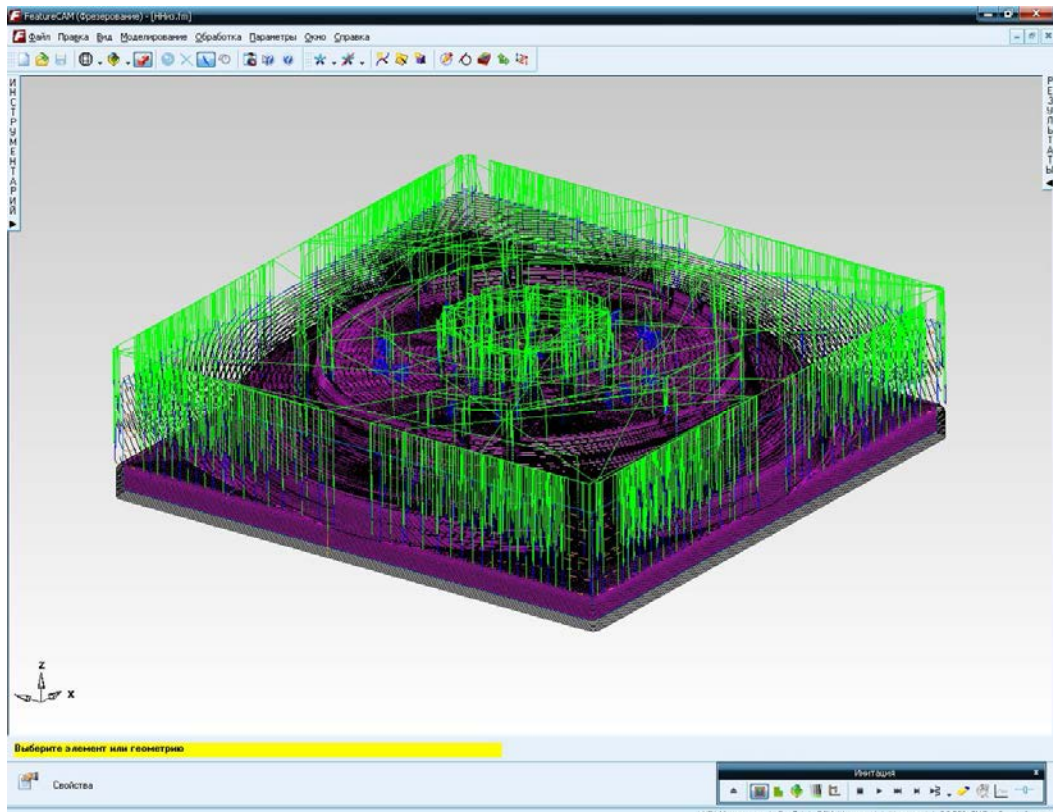 FeatureCAM (Фрезерование) - [ННиз.fm]
Файл Правка Вид Моделирование Обработка Параметры Окно Справка
ИНСТРУМЕНТАРИЙ
РЕЗУЛЬТАТЫ
z
x
Выберите элемент или геометрию
Свойства
Имитация